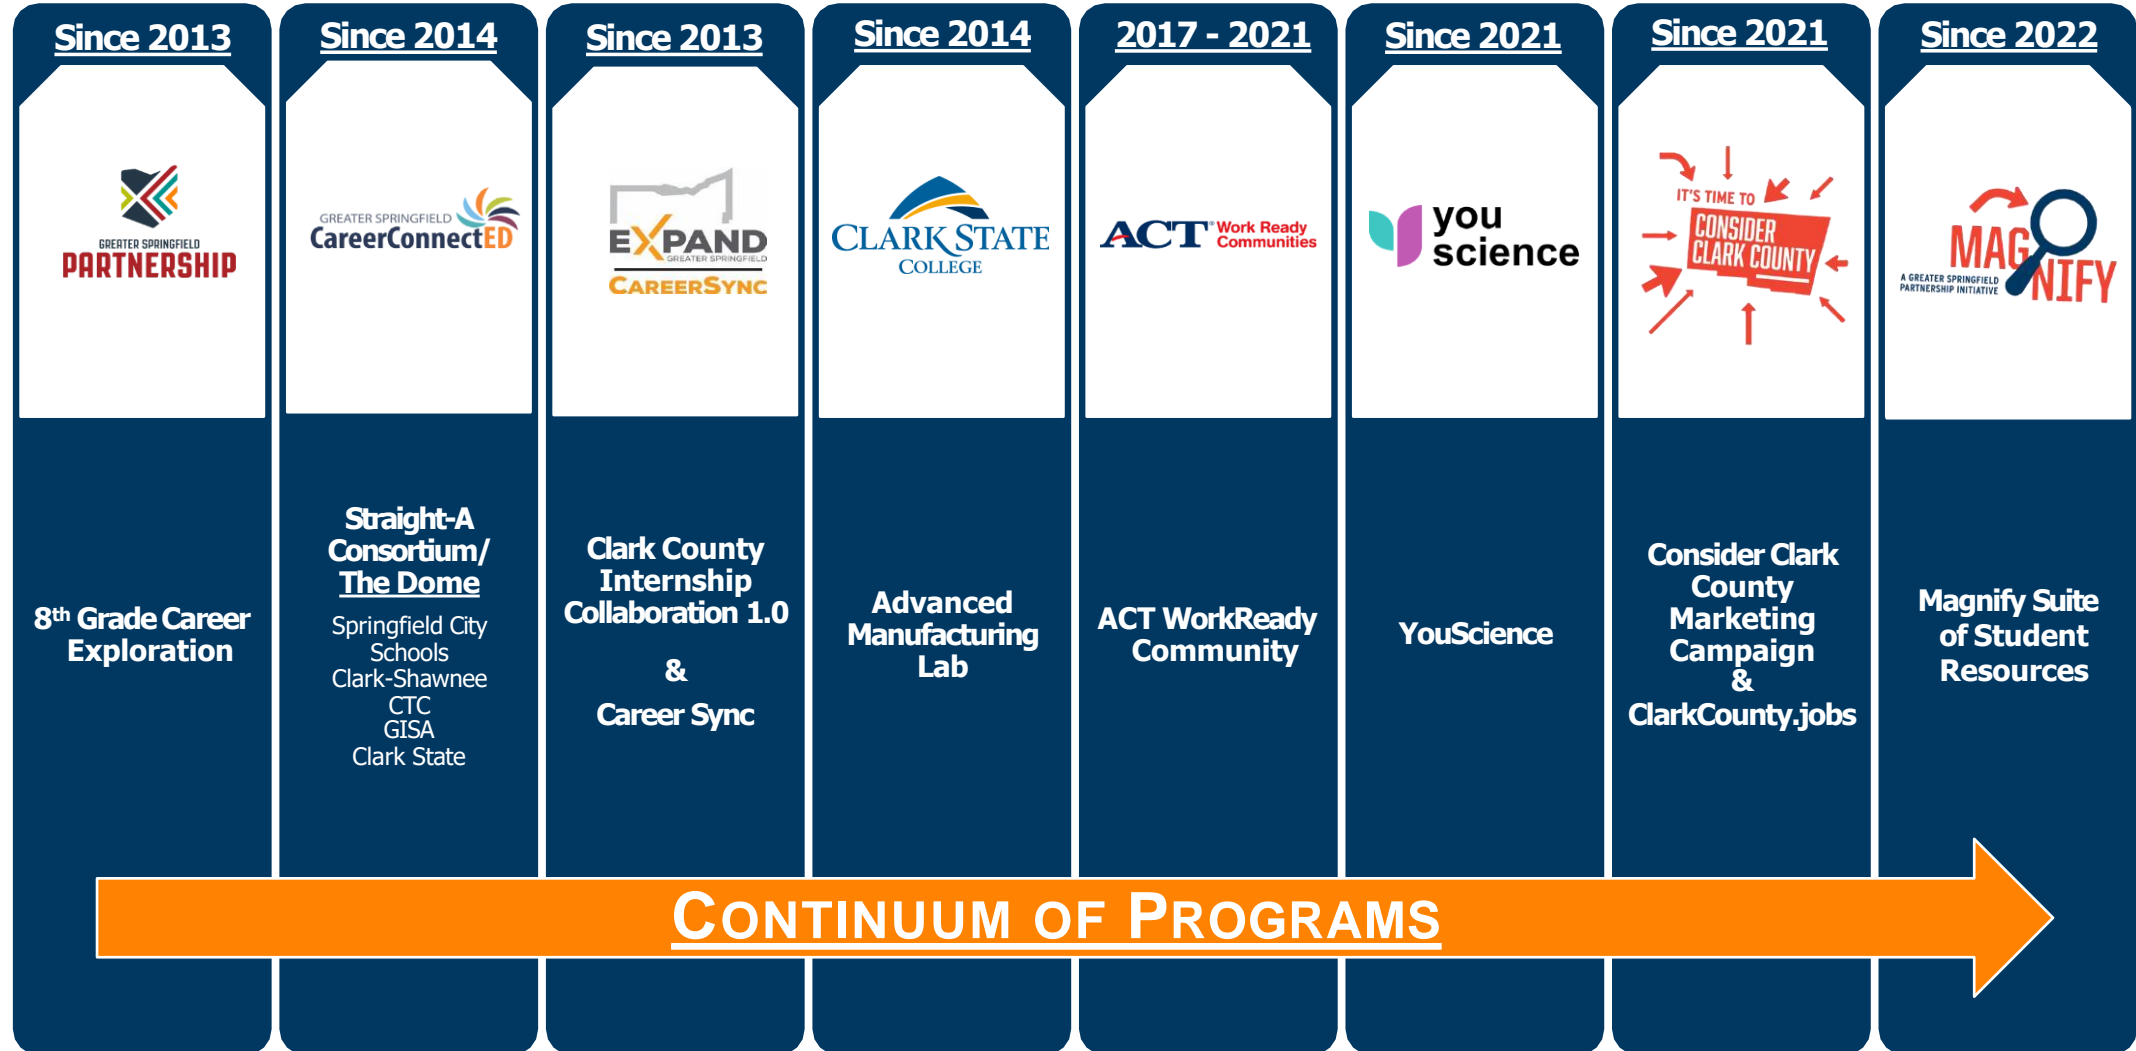 Since 2013
GREATER SPRINGFIELD
PARTNERSHIP
8th Grade Career
Exploration
Since 2014
GREATER SPRINGFIELD
CareerConnectED
Straight-A
Consortium/
The Dome
Springfield City
Schools
Clark-Shawnee
CTC
GISA
Clark State
Since 2013
EXPAND
GREATER SPRINGFIELD
CAREERSYNC
Clark County
Internship
Collaboration 1.0
&
Career Sync
Since 2014
CLARK STATE
COLLEGE
Advanced
Manufacturing
Lab
2017 - 2021
ACT® Work Ready
Communities
ACT WorkReady
Community
Since 2021
you
science
YouScience
Since 2021
IT'S TIME TO
CONSIDER
CLARK COUNTY
Consider Clark
County
Marketing
Campaign
&
ClarkCounty.jobs
Since 2022
MAGNIFY
A GREATER SPRINGFIELD
PARTNERSHIP INITIATIVE
Magnify Suite
of Student
Resources
CONTINUUM OF PROGRAMS